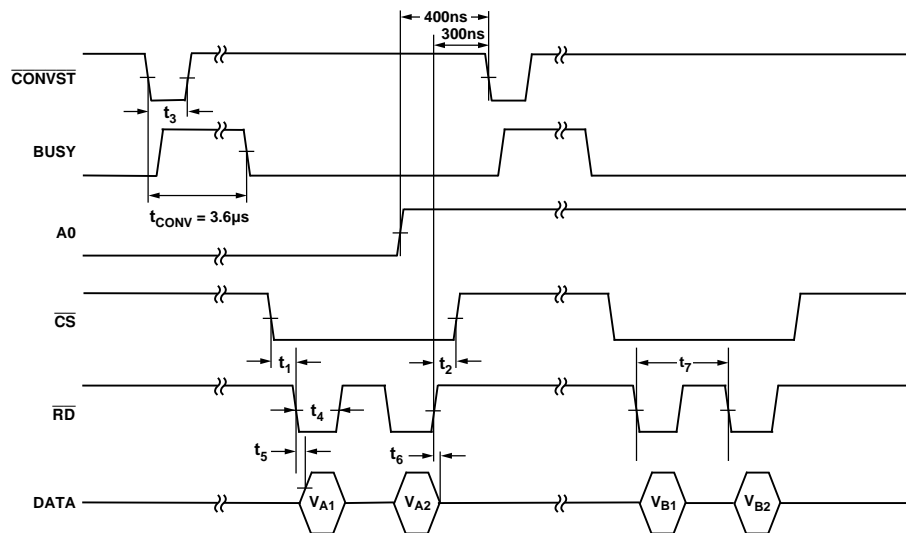 400ns
300ns
CONVST
t3
BUSY
tCONV = 3.6µs
A0
CS
t1
t2
t7
RD
t4
t5
t6
DATA
VA1
VA2
VB1
VB2